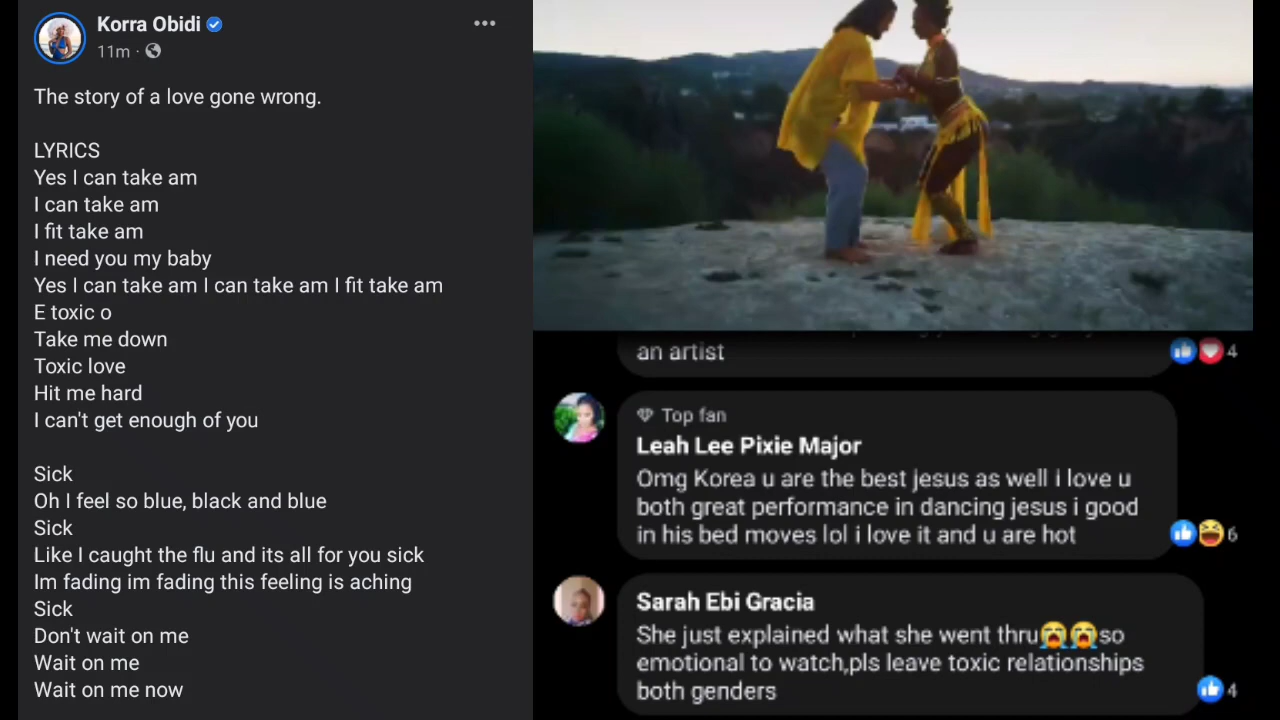 Korra Obidi
11m
The story of a love gone wrong.
LYRICS
Yes I can take am
I can take am
I fit take am
I need you my baby
Yes I can take am I can take am I fit take am
E toxic o
Take me down
Toxic love
Hit me hard
I can't get enough of you
Sick
Oh I feel so blue, black and blue
Sick
Like I caught the flu and its all for you sick
Im fading im fading this feeling is aching
Sick
Don't wait on me
Wait on me
Wait on me now
an artist
4
Top fan
Leah Lee Pixie Major
Omg Korea u are the best jesus as well i love u
both great performance in dancing jesus i good
in his bed moves lol i love it and u are hot
6
Sarah Ebi Gracia
She just explained what she went thru😭😭so
emotional to watch,pls leave toxic relationships
both genders
4